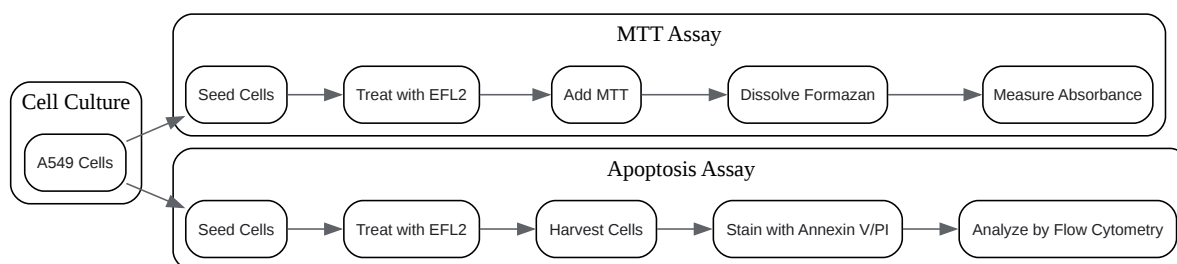 MTT Assay
Seed Cells
Treat with EFL2
Add MTT
Dissolve Formazan
Measure Absorbance
Cell Culture
A549 Cells
Apoptosis Assay
Seed Cells
Treat with EFL2
Harvest Cells
Stain with Annexin V/PI
Analyze by Flow Cytometry